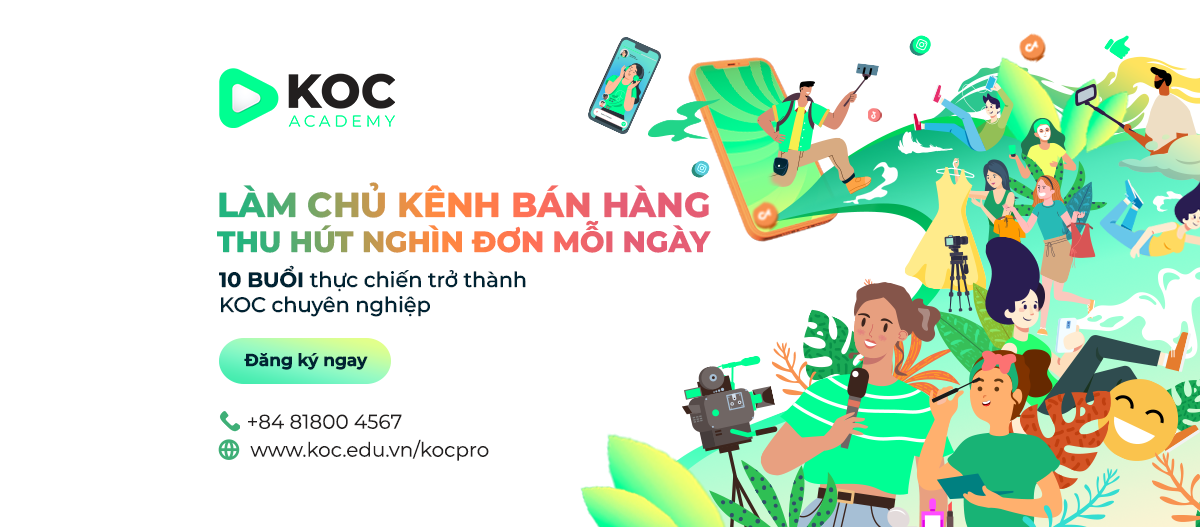 KOC
ACADEMY
LÀM CHỦ KÊNH BÁN HÀNG
THU HÚT NGHÌN ĐƠN MỖI NGÀY
10 BUỔI thực chiến trở thành
KOC chuyên nghiệp
Đăng ký ngay
+84 81800 4567
www.koc.edu.vn/kocpro